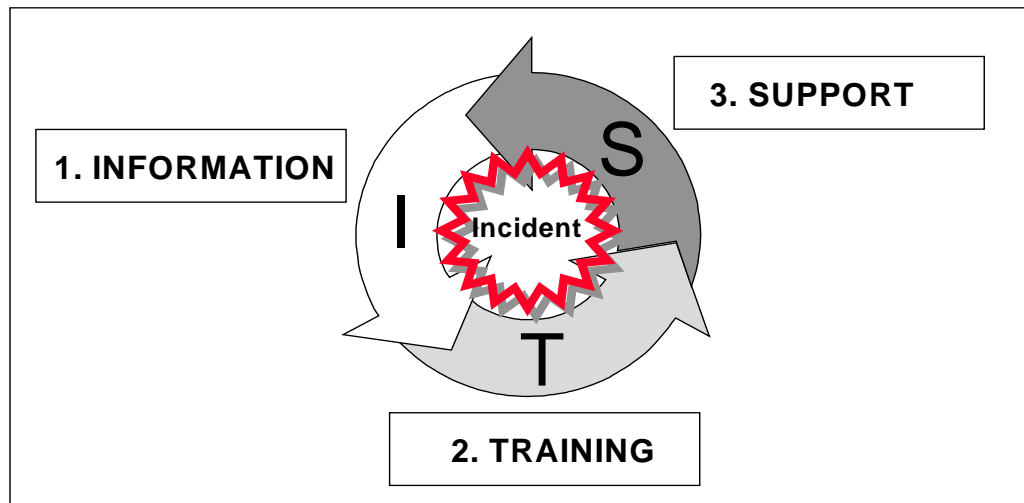 3. SUPPORT
1. INFORMATION
S
I
Incident
T
2. TRAINING